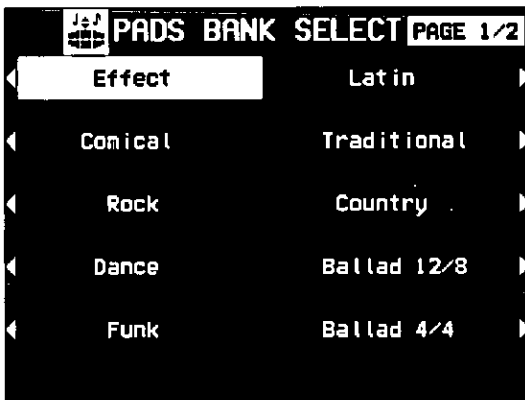 PADS BANK SELECT PAGE 1/2
Effect Latin
Comical Traditional
Rock Country
Dance Ballad 12/8
Funk Ballad 4/4